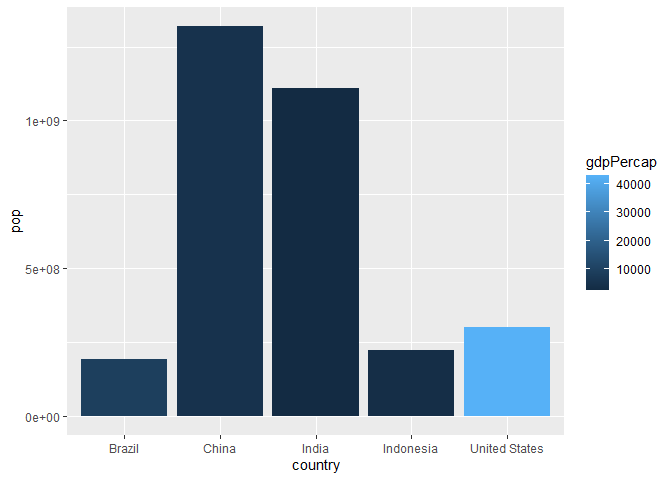 pop
1e+09
5e+08
0e+00
Brazil
China
India
Indonesia
United States
country
gdpPercap
40000
30000
20000
10000